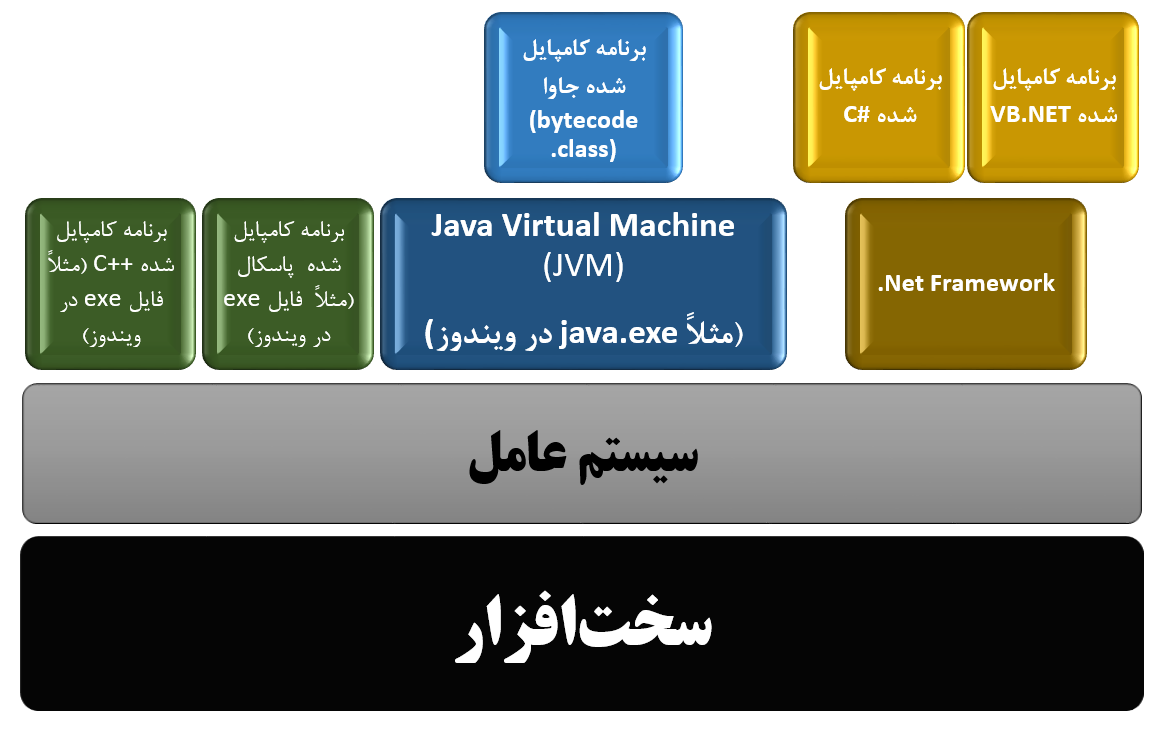 برنامه کامپایل
شده جاوا
(bytecode
.class)
برنامه کامپایل
شده C#
برنامه کامپایل
شده VB.NET
برنامه کامپایل
شده C++ (مثلاً
فایل exe در
ویندوز)
برنامه کامپایل
شده پاسکال
(مثلاً فایل exe
در ویندوز)
Java Virtual Machine
(JVM)
(مثلاً java.exe در ویندوز)
.Net Framework
سیستم عامل
سخت‌افزار